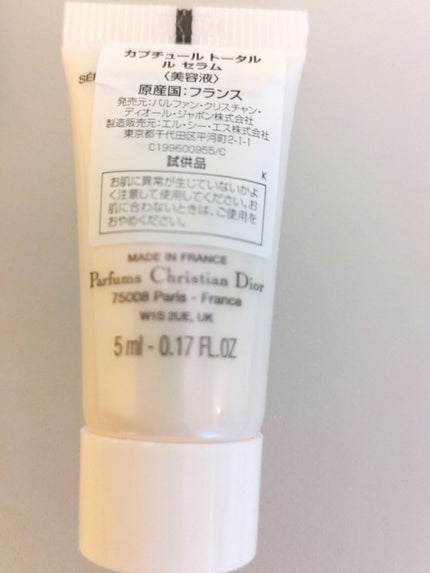 カプチュール トータル
ル セラム
〈美容液〉
原産国：フランス
発売元：パルファン・クリスチャン・
ディオール・ジャポン株式会社
製造販売元：エル・シー・エス株式会社
東京都千代田区平河町2-1-1
C199600955/C
試供品
K
お肌に異常が生じていないかよ
く注意して使用してください。お
肌に合わないときは、ご使用を
おやめください。
MADE IN FRANCE
Parfums Christian Dior
75008 Paris - France
W1S 2UE, UK
5 ml - 0.17 FL.OZ